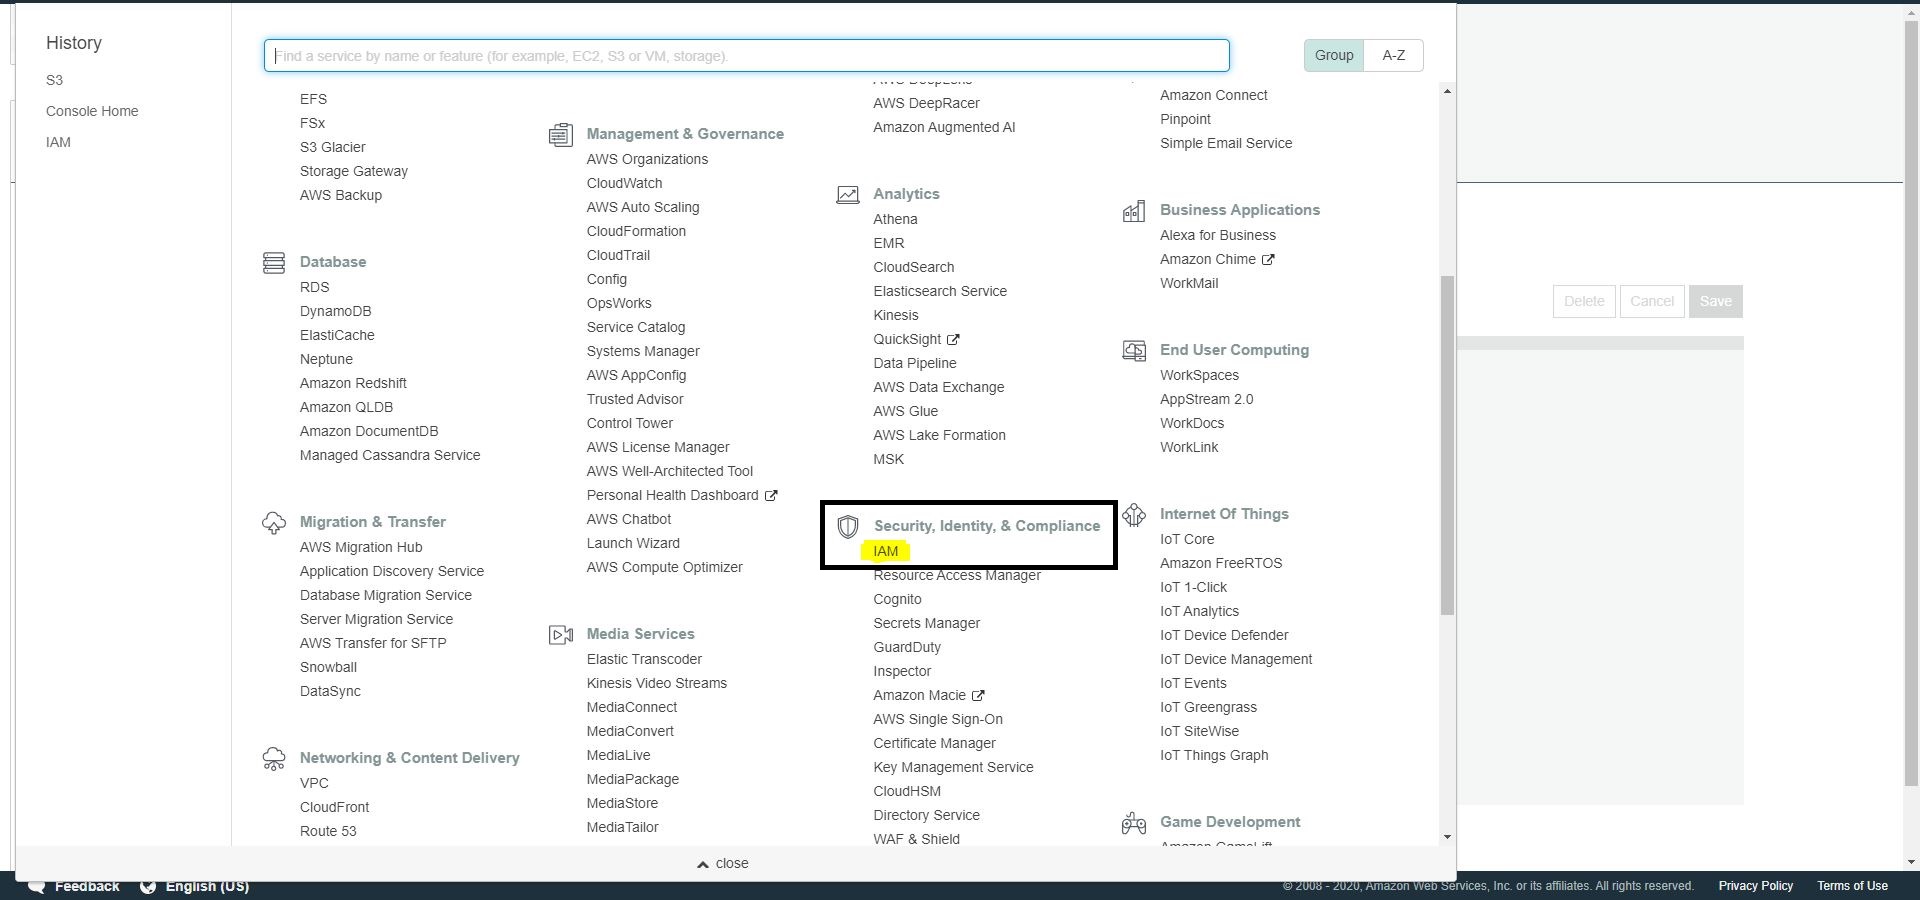 History
S3
Console Home
IAM
Find a service by name or feature (for example, EC2, S3 or VM, storage).
Group
A-Z
EFS
FSx
S3 Glacier
Storage Gateway
AWS Backup
Database
RDS
DynamoDB
ElastiCache
Neptune
Amazon Redshift
Amazon QLDB
Amazon DocumentDB
Managed Cassandra Service
Migration & Transfer
AWS Migration Hub
Application Discovery Service
Database Migration Service
Server Migration Service
AWS Transfer for SFTP
Snowball
DataSync
Networking & Content Delivery
VPC
CloudFront
Route 53
Management & Governance
AWS Organizations
CloudWatch
AWS Auto Scaling
CloudFormation
CloudTrail
Config
OpsWorks
Service Catalog
Systems Manager
AWS AppConfig
Trusted Advisor
Control Tower
AWS License Manager
AWS Well-Architected Tool
Personal Health Dashboard
AWS Chatbot
Launch Wizard
AWS Compute Optimizer
Media Services
Elastic Transcoder
Kinesis Video Streams
MediaConnect
MediaConvert
MediaLive
MediaPackage
MediaStore
MediaTailor
AWS DeepLens
AWS DeepRacer
Amazon Augmented AI
Analytics
Athena
EMR
CloudSearch
Elasticsearch Service
Kinesis
QuickSight
Data Pipeline
AWS Data Exchange
AWS Glue
AWS Lake Formation
MSK
Security, Identity, & Compliance
IAM
Resource Access Manager
Cognito
Secrets Manager
GuardDuty
Inspector
Amazon Macie
AWS Single Sign-On
Certificate Manager
Key Management Service
CloudHSM
Directory Service
WAF & Shield
Amazon Connect
Pinpoint
Simple Email Service
Business Applications
Alexa for Business
Amazon Chime
WorkMail
End User Computing
WorkSpaces
AppStream 2.0
WorkDocs
WorkLink
Internet Of Things
IoT Core
Amazon FreeRTOS
IoT 1-Click
IoT Analytics
IoT Device Defender
IoT Device Management
IoT Events
IoT Greengrass
IoT SiteWise
IoT Things Graph
Game Development
Amazon GameLift
Delete
Cancel
Save
close
Feedback
English (US)
© 2008 - 2020, Amazon Web Services, Inc. or its affiliates. All rights reserved.
Privacy Policy
Terms of Use